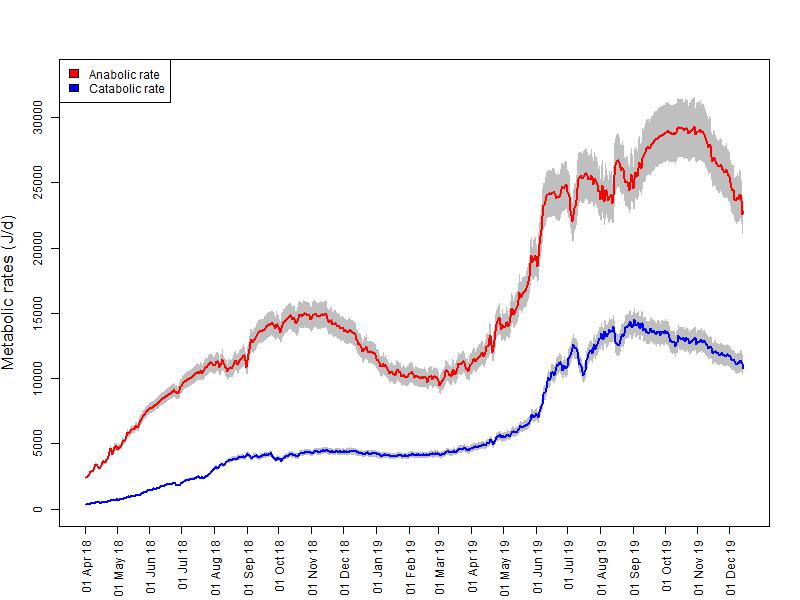 Anabolic rate
Catabolic rate
Metabolic rates (J/d)
30000
25000
20000
15000
10000
5000
0
01 Apr 18
01 May 18
01 Jun 18
01 Jul 18
01 Aug 18
01 Sep 18
01 Oct 18
01 Nov 18
01 Dec 18
01 Jan 19
01 Feb 19
01 Mar 19
01 Apr 19
01 May 19
01 Jun 19
01 Jul 19
01 Aug 19
01 Sep 19
01 Oct 19
01 Nov 19
01 Dec 19